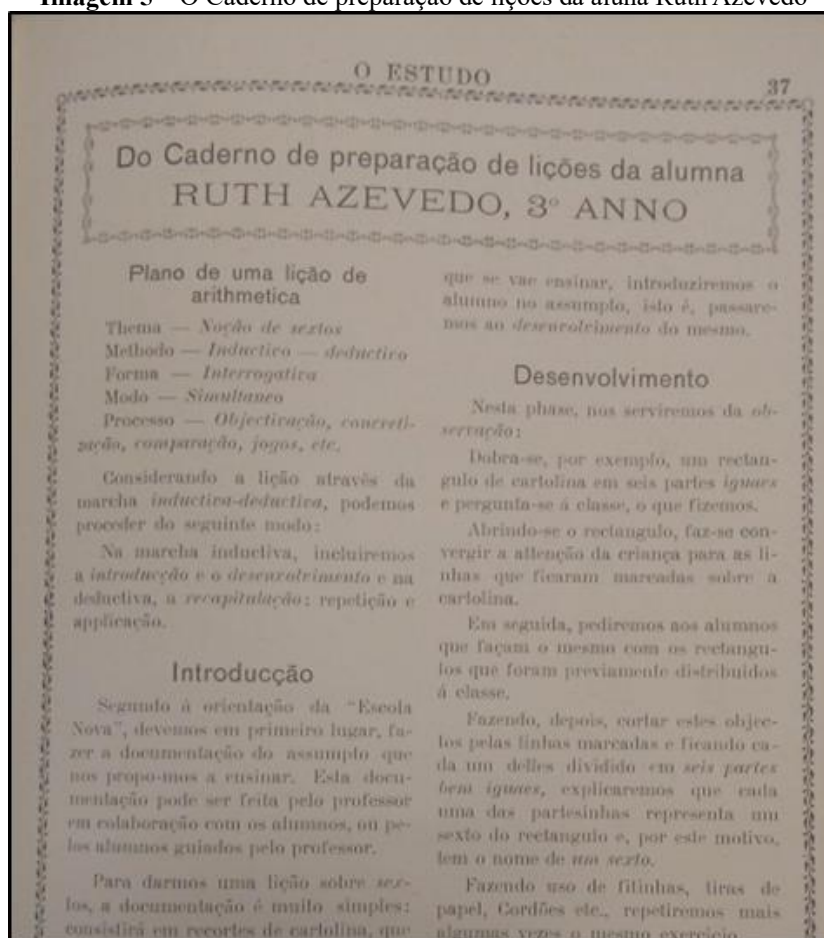 Imagem 3 – O Caderno de preparação de lições da aluna Ruth Azevedo
O ESTUDO
37
Do Caderno de preparação de lições da alumna
RUTH AZEVEDO, 3º ANNO
Plano de uma lição de
arithmetica
Thema — Noção de sextos
Methodo — Inductivo — deductivo
Forma — Interrogativa
Modo — Simultaneo
Processo — Objectivação, concreti-
zação, comparação, jogos, etc.
Considerando a lição através da
marcha inductiva-deductiva, podemos
proceder do seguinte modo:
Na marcha inductiva, incluiremos
a introducção e o desenvolvimento e na
deductiva, a recapitulação: repetição e
applicação.
Introducção
Segundo á orientação da "Escola
Nova", devemos em primeiro lugar, fa-
zer a documentação do assumpto que
nos propo-mos a ensinar. Esta docu-
mentação pode ser feita pelo professor
em colaboração com os alumnos, ou pe-
los alumnos guiados pelo professor.
Para darmos uma lição sobre sex-
tos, a documentação é muito simples:
consistirá em recortes de cartolina, que
que se vae ensinar, introduziremos o
alumno no assumpto, isto é, passare-
mos ao desenvolvimento do mesmo.
Desenvolvimento
Nesta phase, nos serviremos da ob-
servação:
Dobra-se, por exemplo, um rectan-
gulo de cartolina em seis partes iguaes
e pergunta-se á classe, o que fizemos.
Abrindo-se o rectangulo, faz-se con-
vergir a attenção da criança para as li-
nhas que ficaram marcadas sobre a
cartolina.
Em seguida, pediremos aos alumnos
que façam o mesmo com os rectangu-
los que foram previamente distribuidos
á classe.
Fazendo, depois, cortar estes objec-
tos pelas linhas marcadas e ficando ca-
da um delles dividido em seis partes
bem iguaes, explicaremos que cada
uma das partesinhas representa um
sexto do rectangulo e, por este motivo,
tem o nome de um sexto.
Fazendo uso de fitinhas, tiras de
papel, Cordões etc., repetiremos mais
algumas vezes o mesmo exercicio.